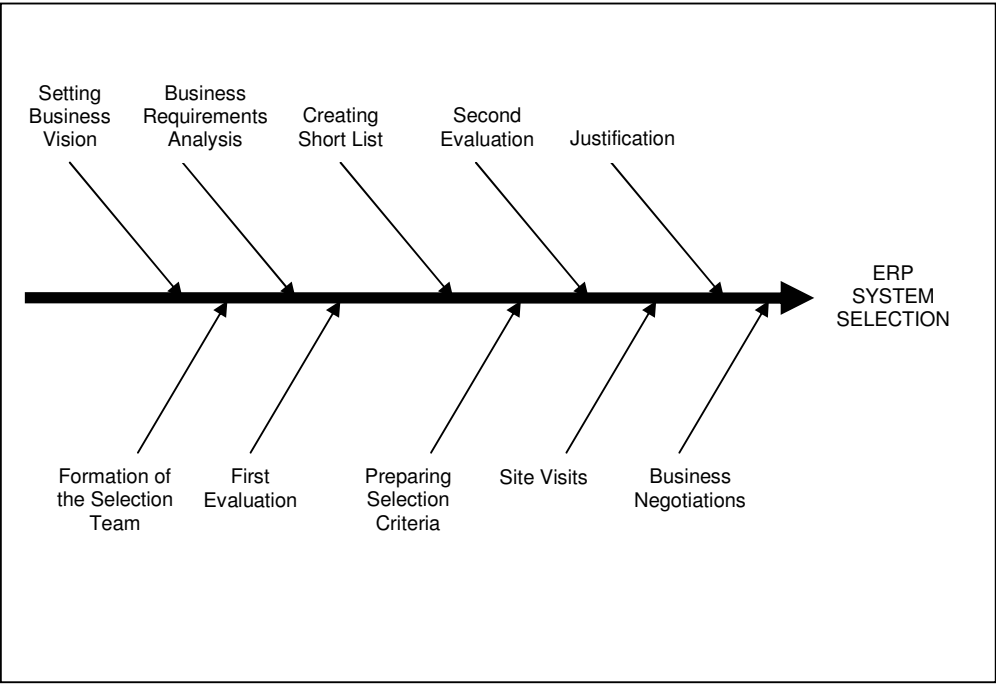 Setting
Business
Vision
Business
Requirements
Analysis
Creating
Short List
Second
Evaluation
Justification
ERP
SYSTEM
SELECTION
Formation of
the Selection
Team
First
Evaluation
Preparing
Selection
Criteria
Site Visits
Business
Negotiations